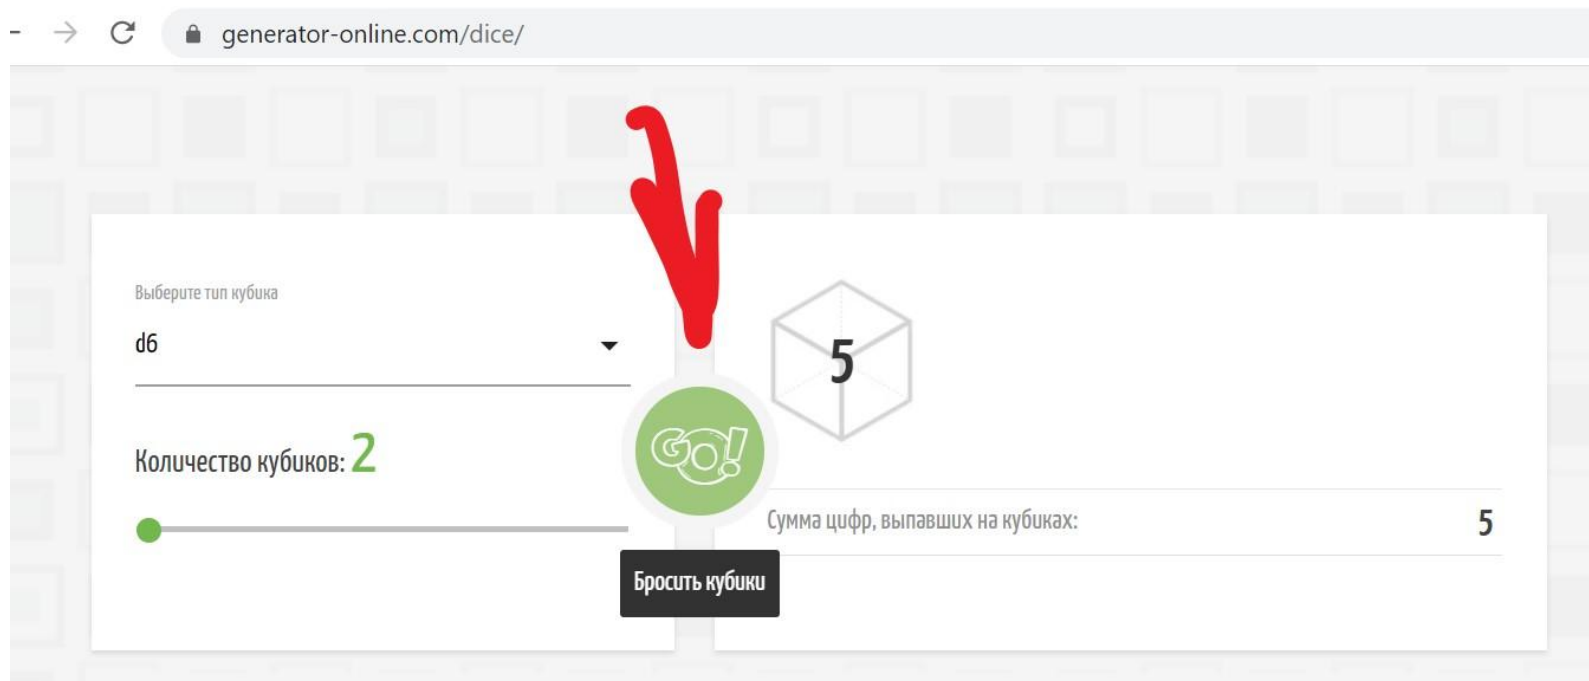 generator-online.com/dice/
Выберите тип кубика
d6
Количество кубиков: 2
GO!
Бросить кубики
5
Сумма цифр, выпавших на кубиках: 5